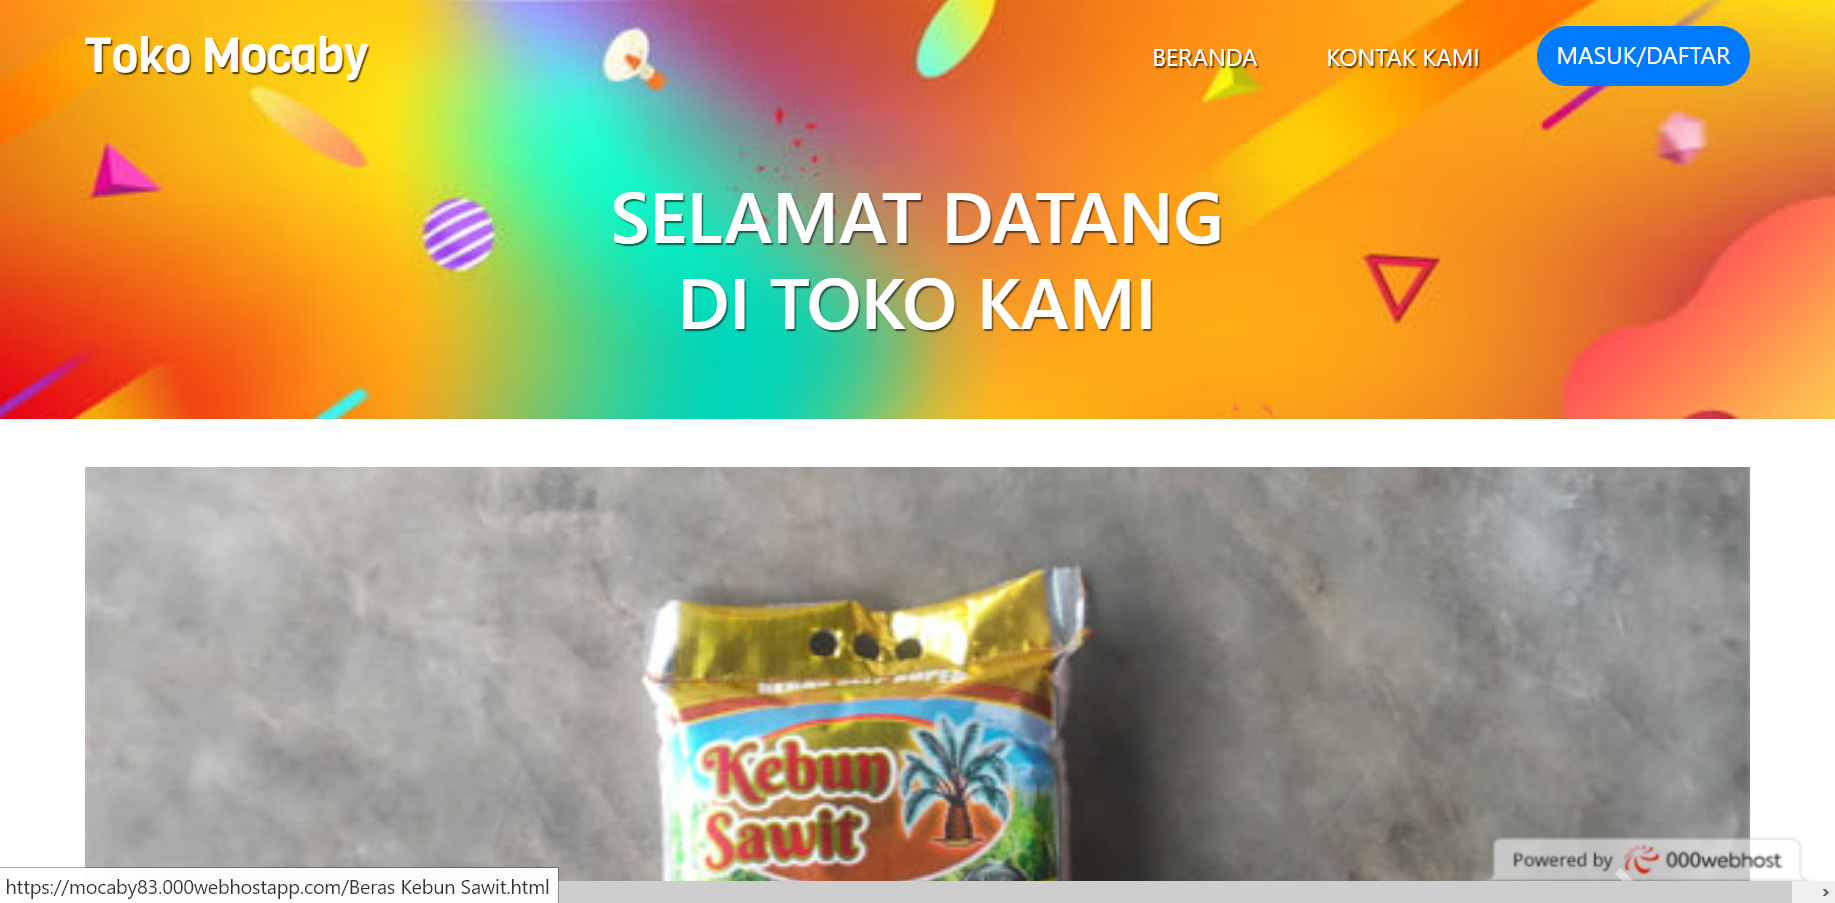 Toko Mocaby
BERANDA
KONTAK KAMI
MASUK/DAFTAR
SELAMAT DATANG
DI TOKO KAMI
Kebun
Sawit
Powered by 000webhost
https://mocaby83.000webhostapp.com/Beras Kebun Sawit.html